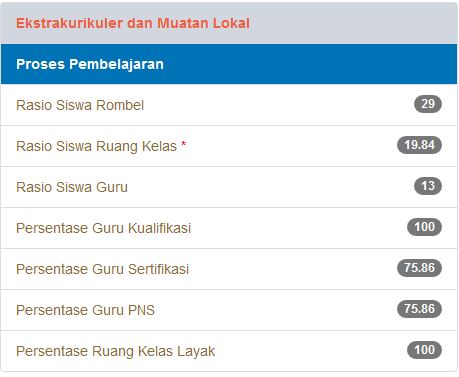 Ekstrakurikuler dan Muatan Lokal
Proses Pembelajaran
Rasio Siswa Rombel 29
Rasio Siswa Ruang Kelas * 19.84
Rasio Siswa Guru 13
Persentase Guru Kualifikasi 100
Persentase Guru Sertifikasi 75.86
Persentase Guru PNS 75.86
Persentase Ruang Kelas Layak 100